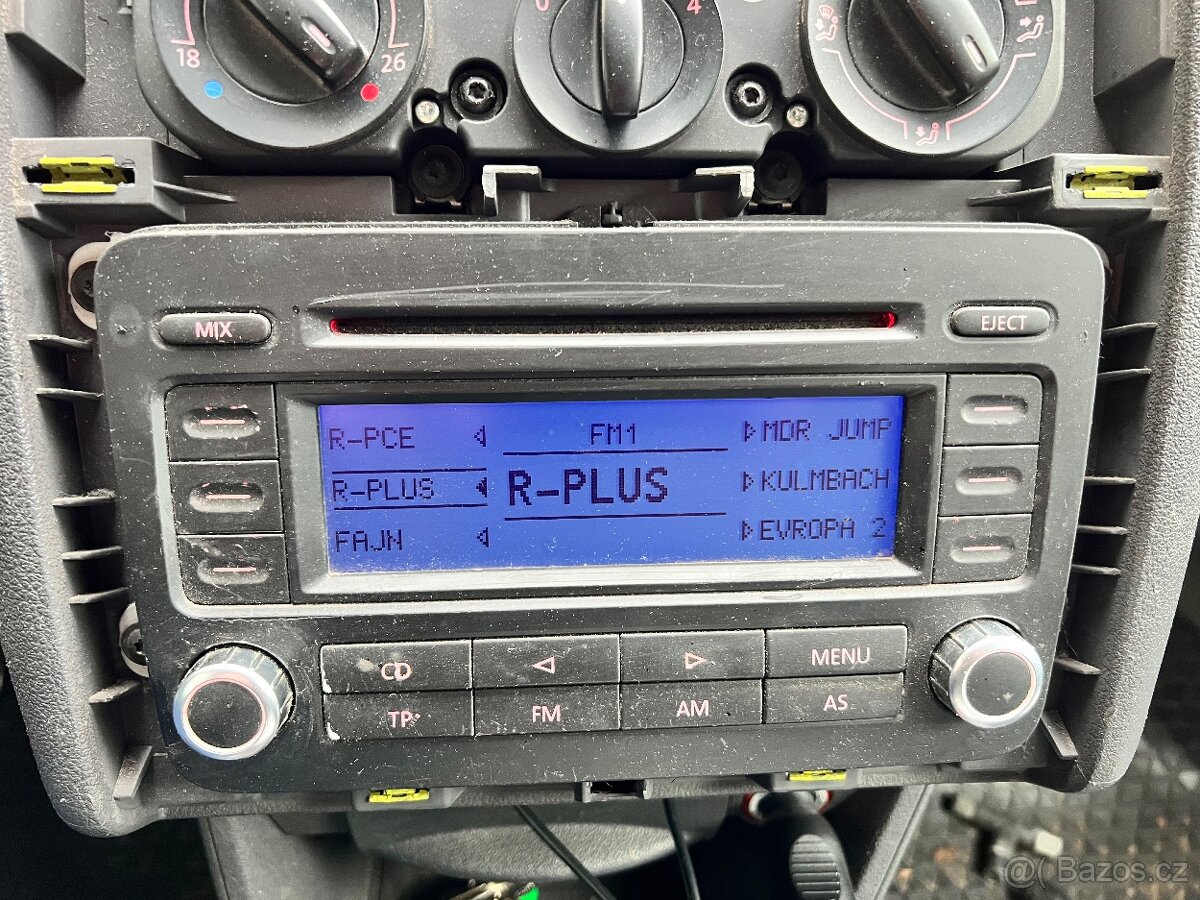 18 26 0 4
MIX EJECT
R-PCE FM1 MDR JUMP
R-PLUS R-PLUS KULMBACH
FAJN EVROPA 2
CD MENU
TP FM AM AS
@( Bazos.cz